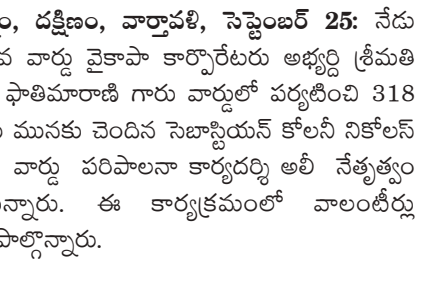 దక్షిణం, వార్తావళి, సెప్టెంబర్ 25: నేడు
వార్డు వైకాపా కార్పొరేటరు అభ్యర్ది శ్రీమతి
ఫాతిమారాణి గారు వార్డులో పర్యటించి 318
మునకు చెందిన సెబాస్టియన్ కోలనీ నికోలస్
వార్డు పరిపాలనా కార్యదర్శి అలీ నేతృత్వం
ఈ కార్యక్రమంలో వాలంటీర్లు
పాల్గొన్నారు.